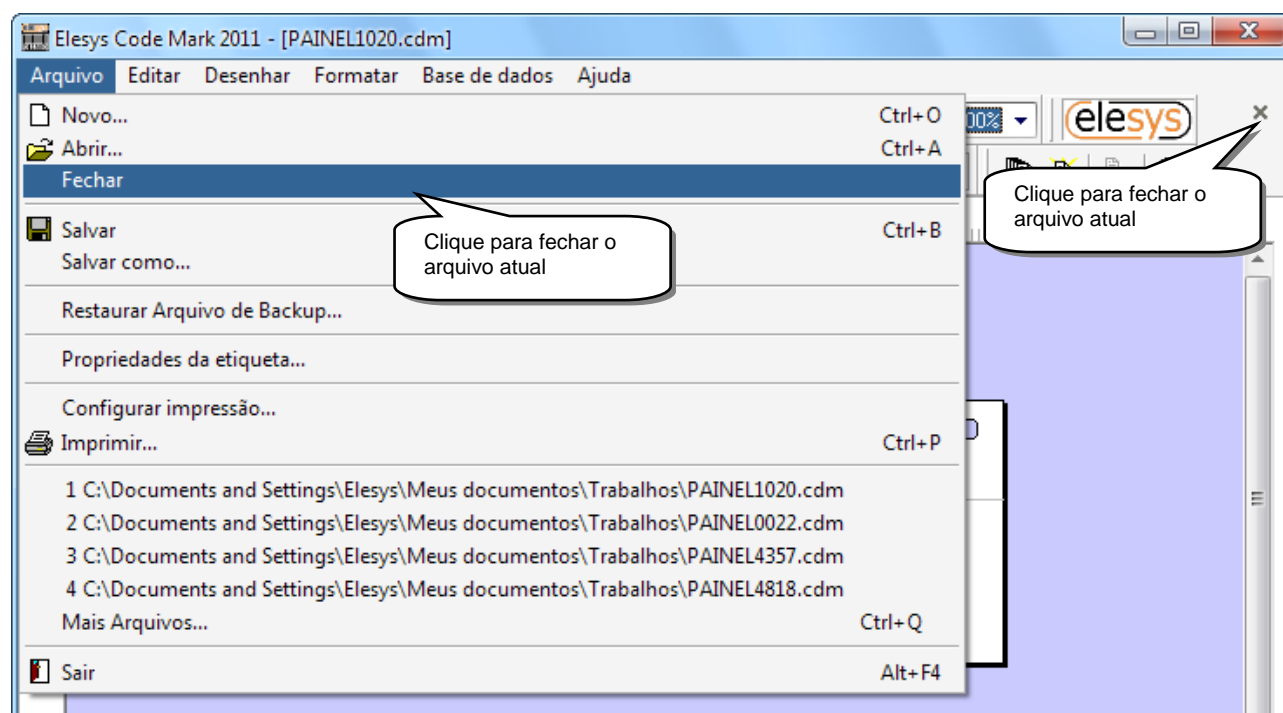 Elesys Code Mark 2011 - [PAINEL1020.cdm]
Arquivo Editar Desenhar Formatar Base de dados Ajuda
Novo... Ctrl+O
Abrir... Ctrl+A
Fechar
Salvar Ctrl+B
Salvar como...
Restaurar Arquivo de Backup...
Propriedades da etiqueta...
Configurar impressão...
Imprimir... Ctrl+P
1 C:\Documents and Settings\Elesys\Meus documentos\Trabalhos\PAINEL1020.cdm
2 C:\Documents and Settings\Elesys\Meus documentos\Trabalhos\PAINEL0022.cdm
3 C:\Documents and Settings\Elesys\Meus documentos\Trabalhos\PAINEL4357.cdm
4 C:\Documents and Settings\Elesys\Meus documentos\Trabalhos\PAINEL4818.cdm
Mais Arquivos... Ctrl+Q
Sair Alt+F4
Clique para fechar o
arquivo atual
elesys
Clique para fechar o
arquivo atual